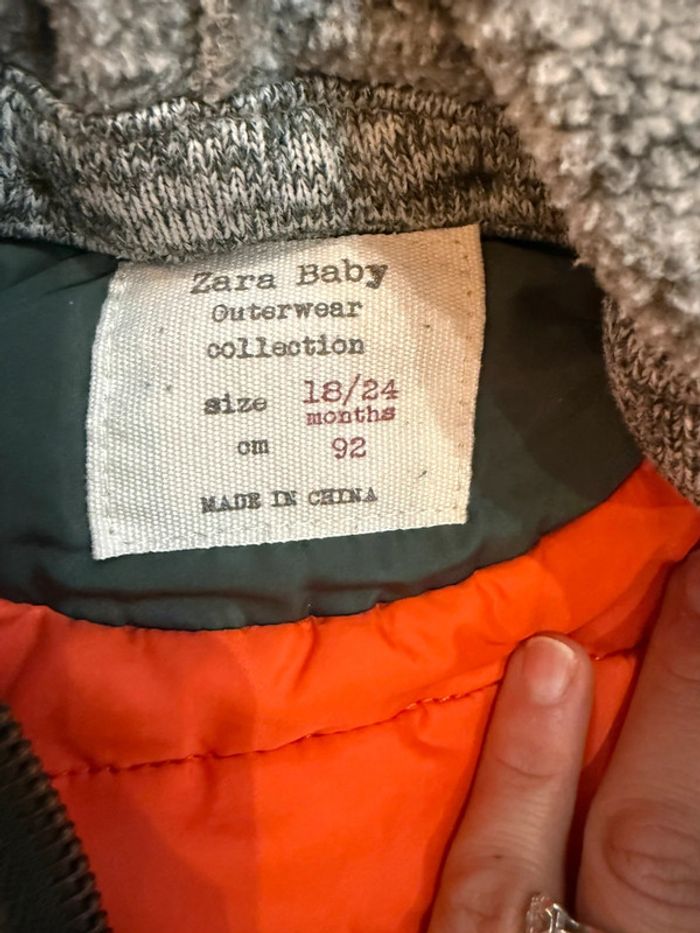 Zara Baby
Outerwear
collection
size 18/24
months
cm 92
MADE IN CHINA